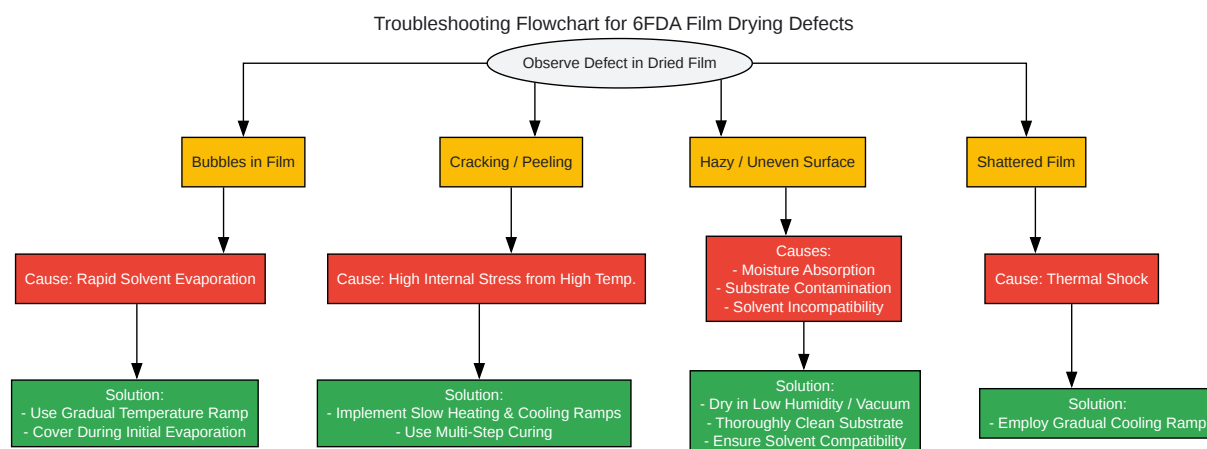 Troubleshooting Flowchart for 6FDA Film Drying Defects
Observe Defect in Dried Film
Bubbles in Film
Cracking / Peeling
Hazy / Uneven Surface
Shattered Film
Cause: Rapid Solvent Evaporation
Cause: High Internal Stress from High Temp.
Causes:
- Moisture Absorption
- Substrate Contamination
- Solvent Incompatibility
Cause: Thermal Shock
Solution:
- Use Gradual Temperature Ramp
- Cover During Initial Evaporation
Solution:
- Implement Slow Heating & Cooling Ramps
- Use Multi-Step Curing
Solution:
- Dry in Low Humidity / Vacuum
- Thoroughly Clean Substrate
- Ensure Solvent Compatibility
Solution:
- Employ Gradual Cooling Ramp